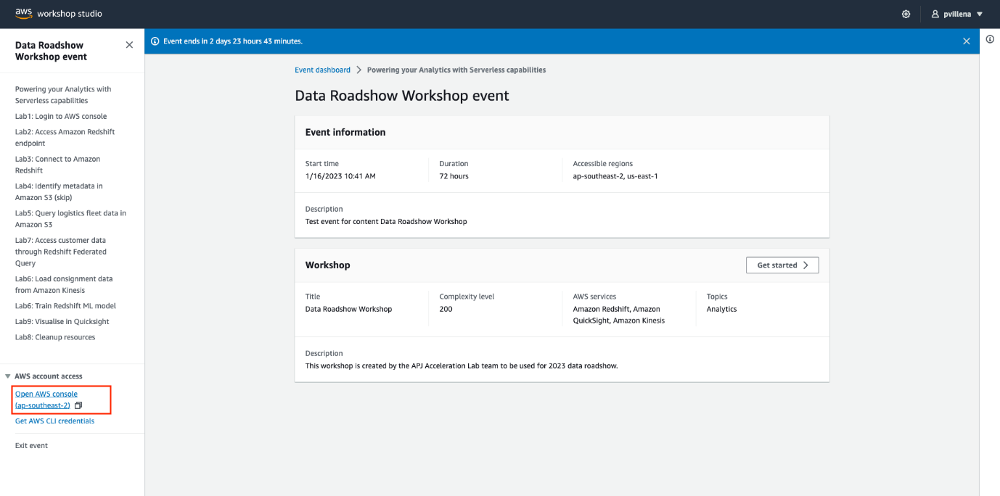 aws workshop studio
pvillena
Data Roadshow
Workshop event
Powering your Analytics with
Serverless capabilities
Lab1: Login to AWS console
Lab2: Access Amazon Redshift
endpoint
Lab3: Connect to Amazon
Redshift
Lab4: Identify metadata in
Amazon S3 (skip)
Lab5: Query logistics fleet data in
Amazon S3
Lab7: Access customer data
through Redshift Federated
Query
Lab6: Load consignment data
from Amazon Kinesis
Lab6: Train Redshift ML model
Lab9: Visualise in Quicksight
Lab8: Cleanup resources
AWS account access
Open AWS console
(ap-southeast-2)
Get AWS CLI credentials
Exit event
Event ends in 2 days 23 hours 43 minutes.
Event dashboard > Powering your Analytics with Serverless capabilities
Data Roadshow Workshop event
Event information
Start time
1/16/2023 10:41 AM
Duration
72 hours
Accessible regions
ap-southeast-2, us-east-1
Description
Test event for content Data Roadshow Workshop
Workshop
Get started
Title
Data Roadshow Workshop
Complexity level
200
AWS services
Amazon Redshift, Amazon
QuickSight, Amazon Kinesis
Topics
Analytics
Description
This workshop is created by the APJ Acceleration Lab team to be used for 2023 data roadshow.